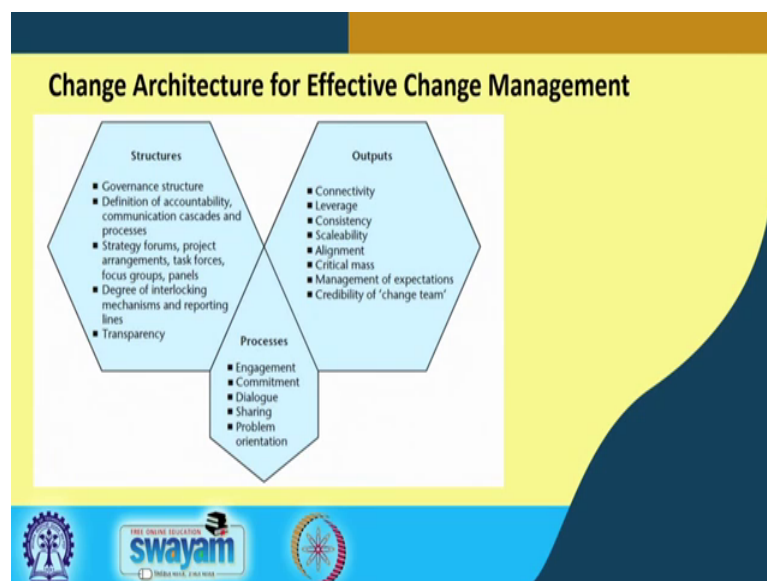 Change Architecture for Effective Change Management
Structures
■ Governance structure
■ Definition of accountability,
communication cascades and
processes
■ Strategy forums, project
arrangements, task forces,
focus groups, panels
■ Degree of interlocking
mechanisms and reporting
lines
■ Transparency
Outputs
■ Connectivity
■ Leverage
■ Consistency
■ Scaleability
■ Alignment
■ Critical mass
■ Management of expectations
■ Credibility of 'change team'
Processes
■ Engagement
■ Commitment
■ Dialogue
■ Sharing
■ Problem
orientation
FREE ONLINE EDUCATION
swayam